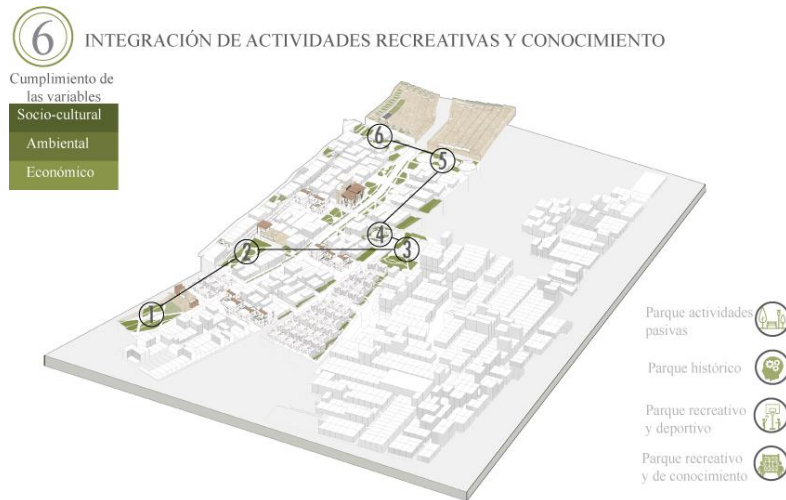 6 INTEGRACIÓN DE ACTIVIDADES RECREATIVAS Y CONOCIMIENTO
Cumplimiento de
las variables
Socio-cultural
Ambiental
Económico
6
5
4
3
2
1
Parque actividades
pasivas
Parque histórico
Parque recreativo
y deportivo
Parque recreativo
y de conocimiento